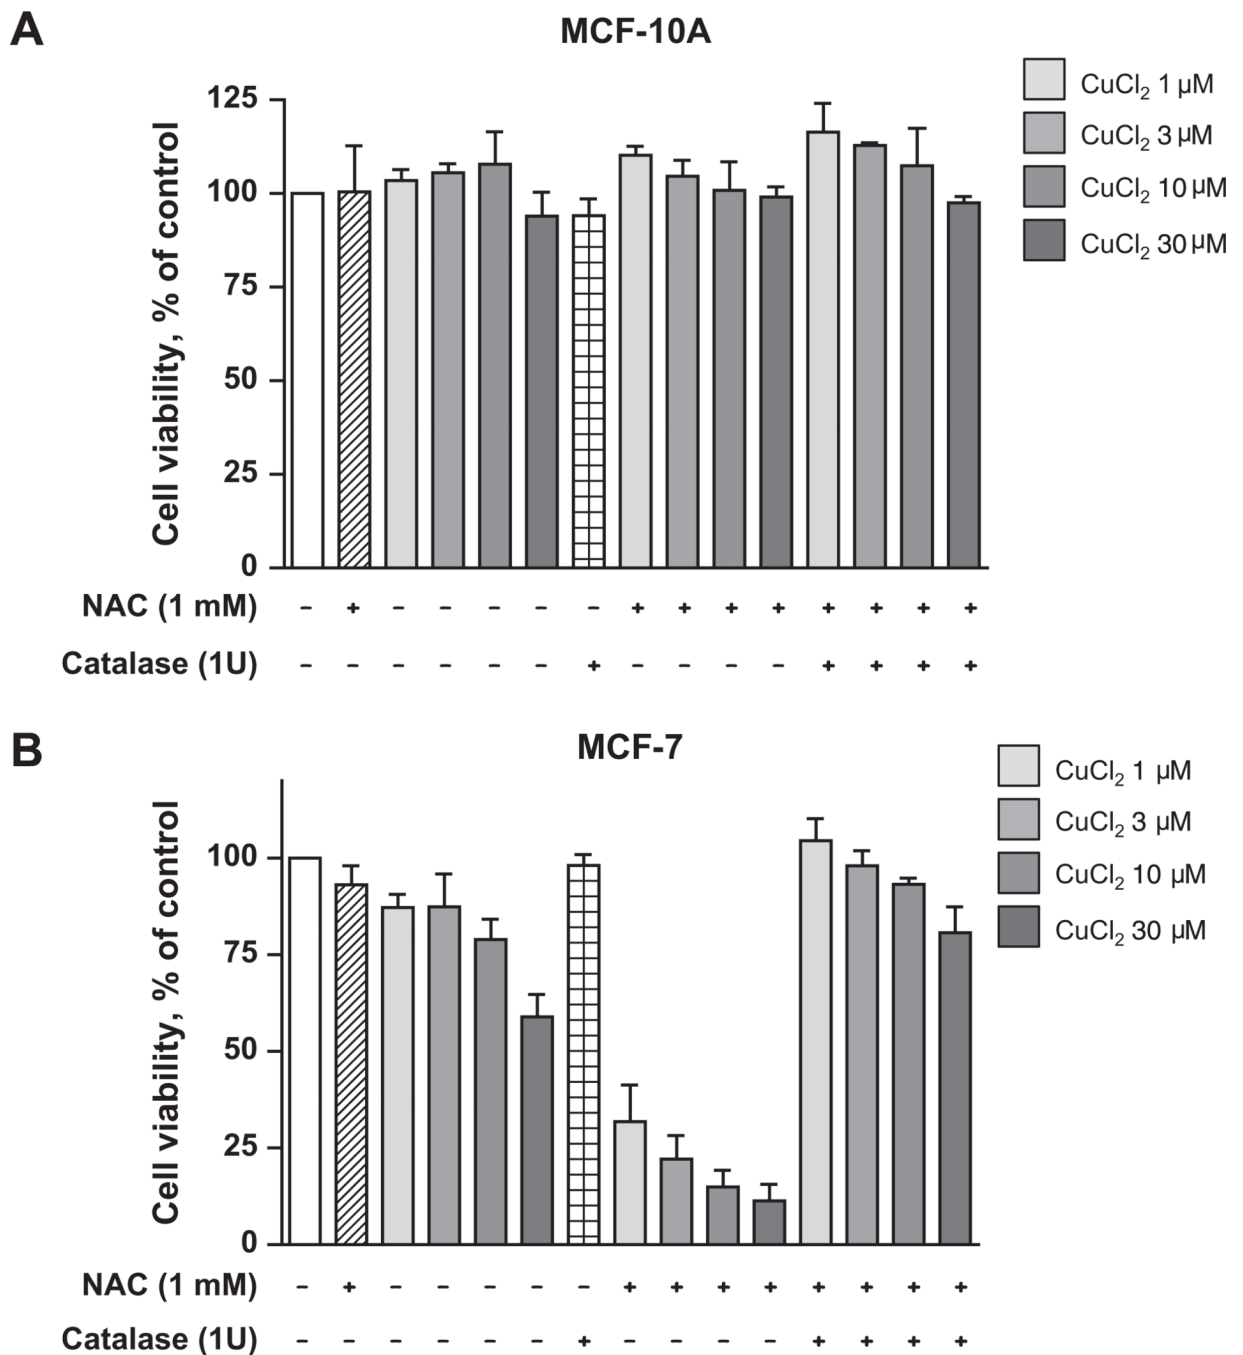 A
MCF-10A
Cell viability, % of control
125
100
75
50
25
0
CuCl₂ 1 µM
CuCl₂ 3 µM
CuCl₂ 10 µM
CuCl₂ 30 µM
NAC (1 mM) – + – – – – – + + + + + + + +
Catalase (1U) – – – – – – + – – – – + + + +
B
MCF-7
Cell viability, % of control
100
75
50
25
0
CuCl₂ 1 µM
CuCl₂ 3 µM
CuCl₂ 10 µM
CuCl₂ 30 µM
NAC (1 mM) – + – – – – – + + + + + + + +
Catalase (1U) – – – – – – + – – – – + + + +